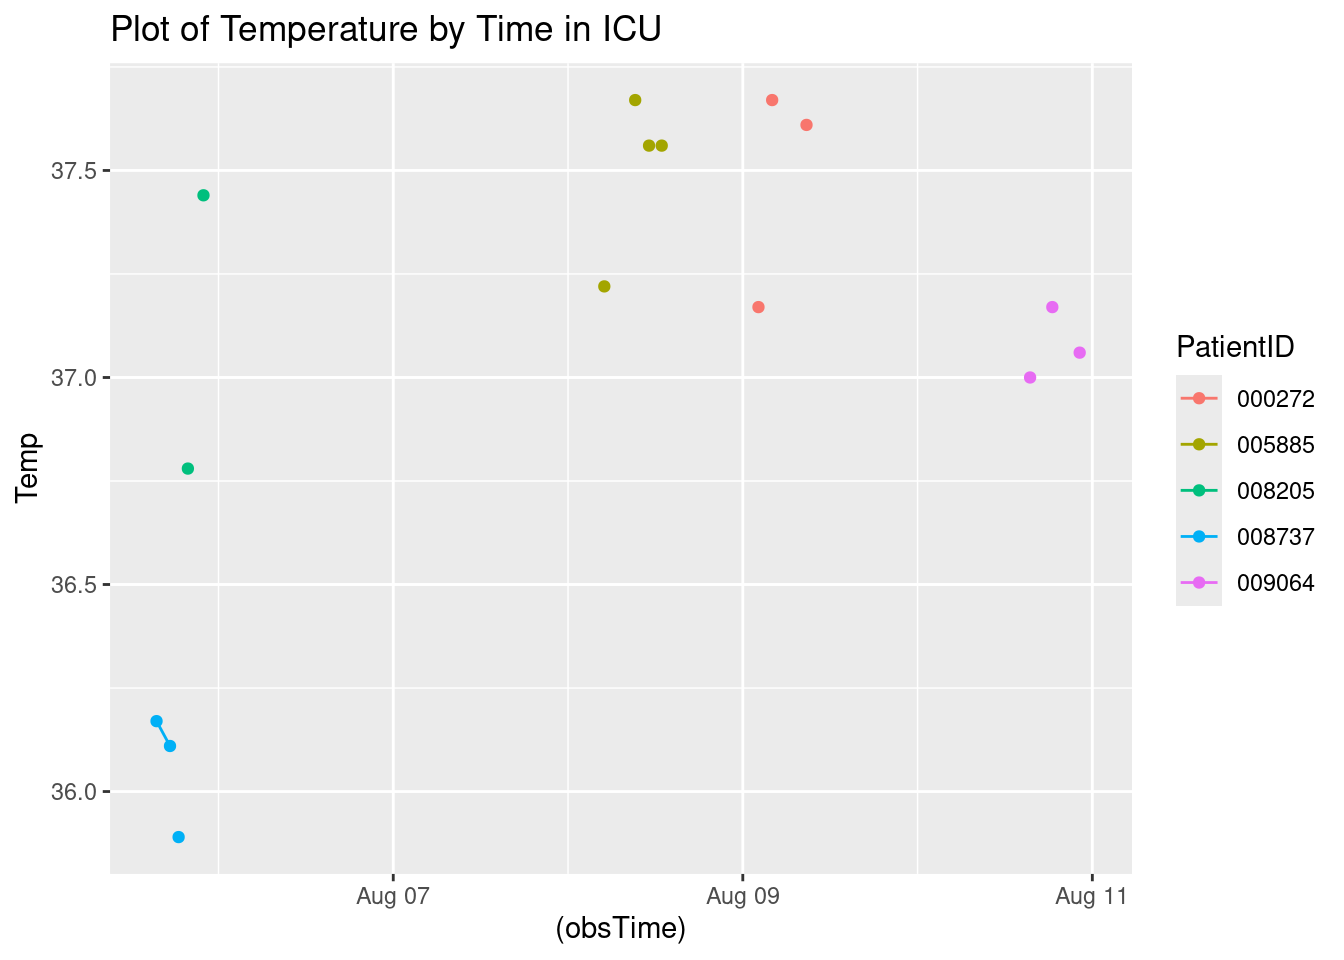 Plot of Temperature by Time in ICU
37.5
37.0
36.5
36.0
Temp
Aug 07
Aug 09
Aug 11
(obsTime)
PatientID
000272
005885
008205
008737
009064